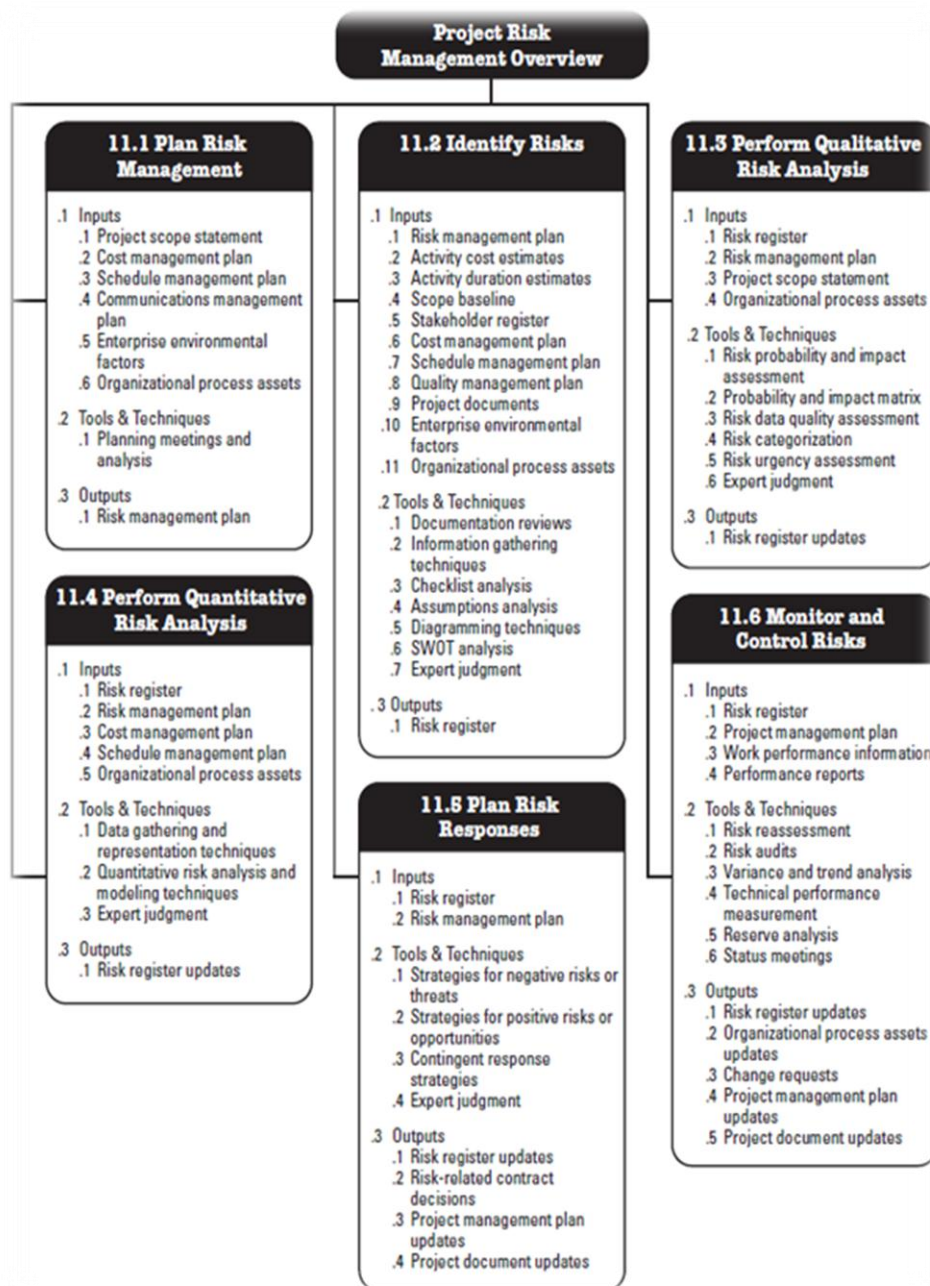 Project Risk
Management Overview
11.1 Plan Risk
Management
.1 Inputs
.1 Project scope statement
.2 Cost management plan
.3 Schedule management plan
.4 Communications management
plan
.5 Enterprise environmental
factors
.6 Organizational process assets
.2 Tools & Techniques
.1 Planning meetings and
analysis
.3 Outputs
.1 Risk management plan
11.2 Identify Risks
.1 Inputs
.1 Risk management plan
.2 Activity cost estimates
.3 Activity duration estimates
.4 Scope baseline
.5 Stakeholder register
.6 Cost management plan
.7 Schedule management plan
.8 Quality management plan
.9 Project documents
.10 Enterprise environmental
factors
.11 Organizational process assets
.2 Tools & Techniques
.1 Documentation reviews
.2 Information gathering
techniques
.3 Checklist analysis
.4 Assumptions analysis
.5 Diagramming techniques
.6 SWOT analysis
.7 Expert judgment
.3 Outputs
.1 Risk register
11.3 Perform Qualitative
Risk Analysis
.1 Inputs
.1 Risk register
.2 Risk management plan
.3 Project scope statement
.4 Organizational process assets
.2 Tools & Techniques
.1 Risk probability and impact
assessment
.2 Probability and impact matrix
.3 Risk data quality assessment
.4 Risk categorization
.5 Risk urgency assessment
.6 Expert judgment
.3 Outputs
.1 Risk register updates
11.4 Perform Quantitative
Risk Analysis
.1 Inputs
.1 Risk register
.2 Risk management plan
.3 Cost management plan
.4 Schedule management plan
.5 Organizational process assets
.2 Tools & Techniques
.1 Data gathering and
representation techniques
.2 Quantitative risk analysis and
modeling techniques
.3 Expert judgment
.3 Outputs
.1 Risk register updates
11.5 Plan Risk
Responses
.1 Inputs
.1 Risk register
.2 Risk management plan
.2 Tools & Techniques
.1 Strategies for negative risks or
threats
.2 Strategies for positive risks or
opportunities
.3 Contingent response
strategies
.4 Expert judgment
.3 Outputs
.1 Risk register updates
.2 Risk-related contract
decisions
.3 Project management plan
updates
.4 Project document updates
11.6 Monitor and
Control Risks
.1 Inputs
.1 Risk register
.2 Project management plan
.3 Work performance information
.4 Performance reports
.2 Tools & Techniques
.1 Risk reassessment
.2 Risk audits
.3 Variance and trend analysis
.4 Technical performance
measurement
.5 Reserve analysis
.6 Status meetings
.3 Outputs
.1 Risk register updates
.2 Organizational process assets
updates
.3 Change requests
.4 Project management plan
updates
.5 Project document updates